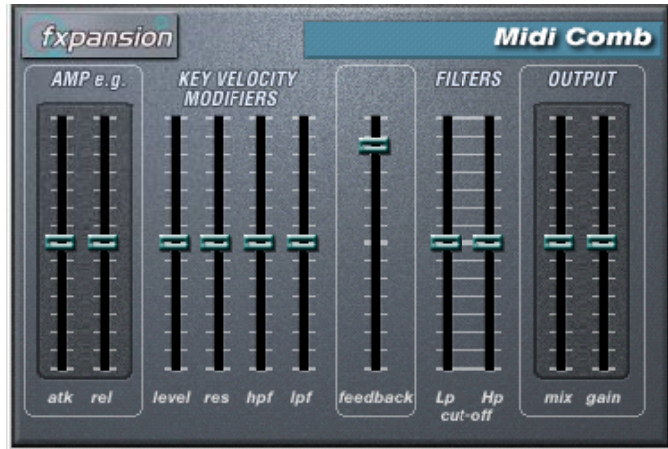 fxpansion
Midi Comb
AMP e.g.
KEY VELOCITY
MODIFIERS
FILTERS
OUTPUT
atk rel
level res hpf lpf
feedback
Lp Hp
cut-off
mix gain